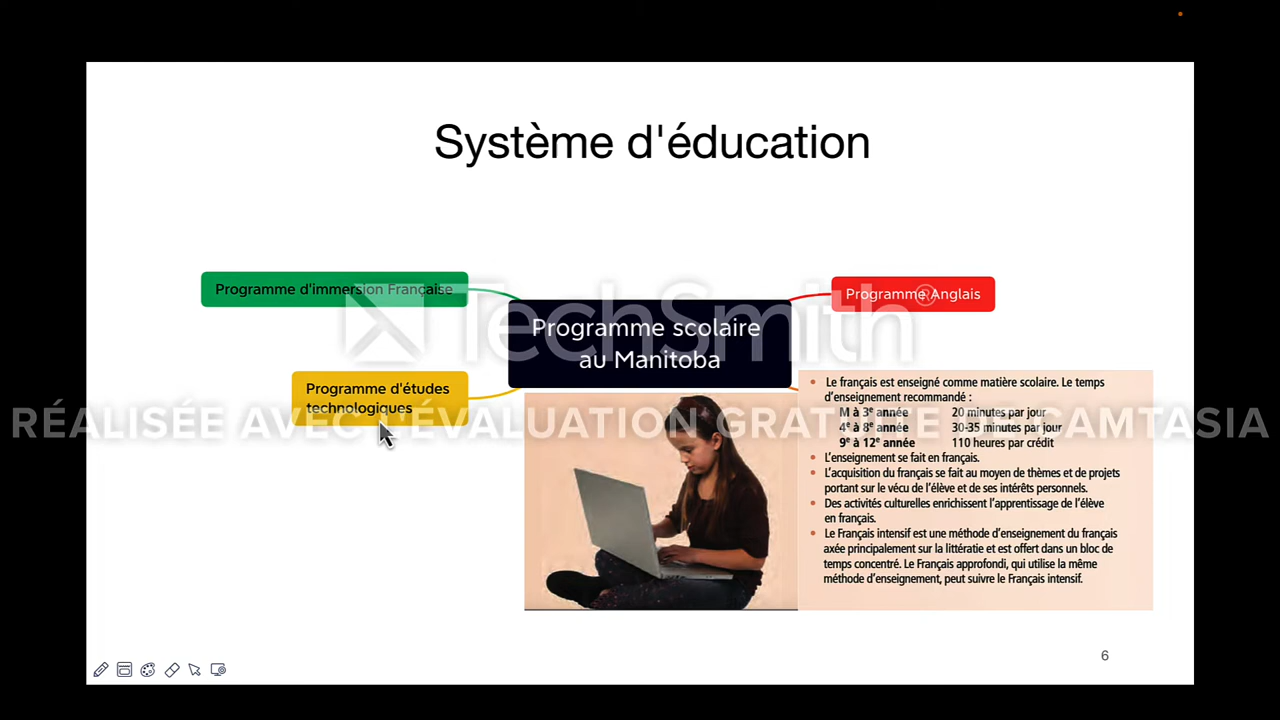 Système d'éducation
Programme d'immersion Française
Programme Anglais
Programme scolaire
au Manitoba
TechSmith
Programme d'études
technologiques
RÉALISÉE AVEC L'ÉVALUATION GRATUITE DE CAMTASIA
• Le français est enseigné comme matière scolaire. Le temps
d'enseignement recommandé :
M à 3e année 20 minutes par jour
4e à 8e année 30-35 minutes par jour
9e à 12e année 110 heures par crédit
• L'enseignement se fait en français.
• L'acquisition du français se fait au moyen de thèmes et de projets
portant sur le vécu de l'élève et de ses intérêts personnels.
• Des activités culturelles enrichissent l'apprentissage de l'élève
en français.
• Le Français intensif est une méthode d'enseignement du français
axée principalement sur la littératie et est offert dans un bloc de
temps concentré. Le Français approfondi, qui utilise la même
méthode d'enseignement, peut suivre le Français intensif.
6